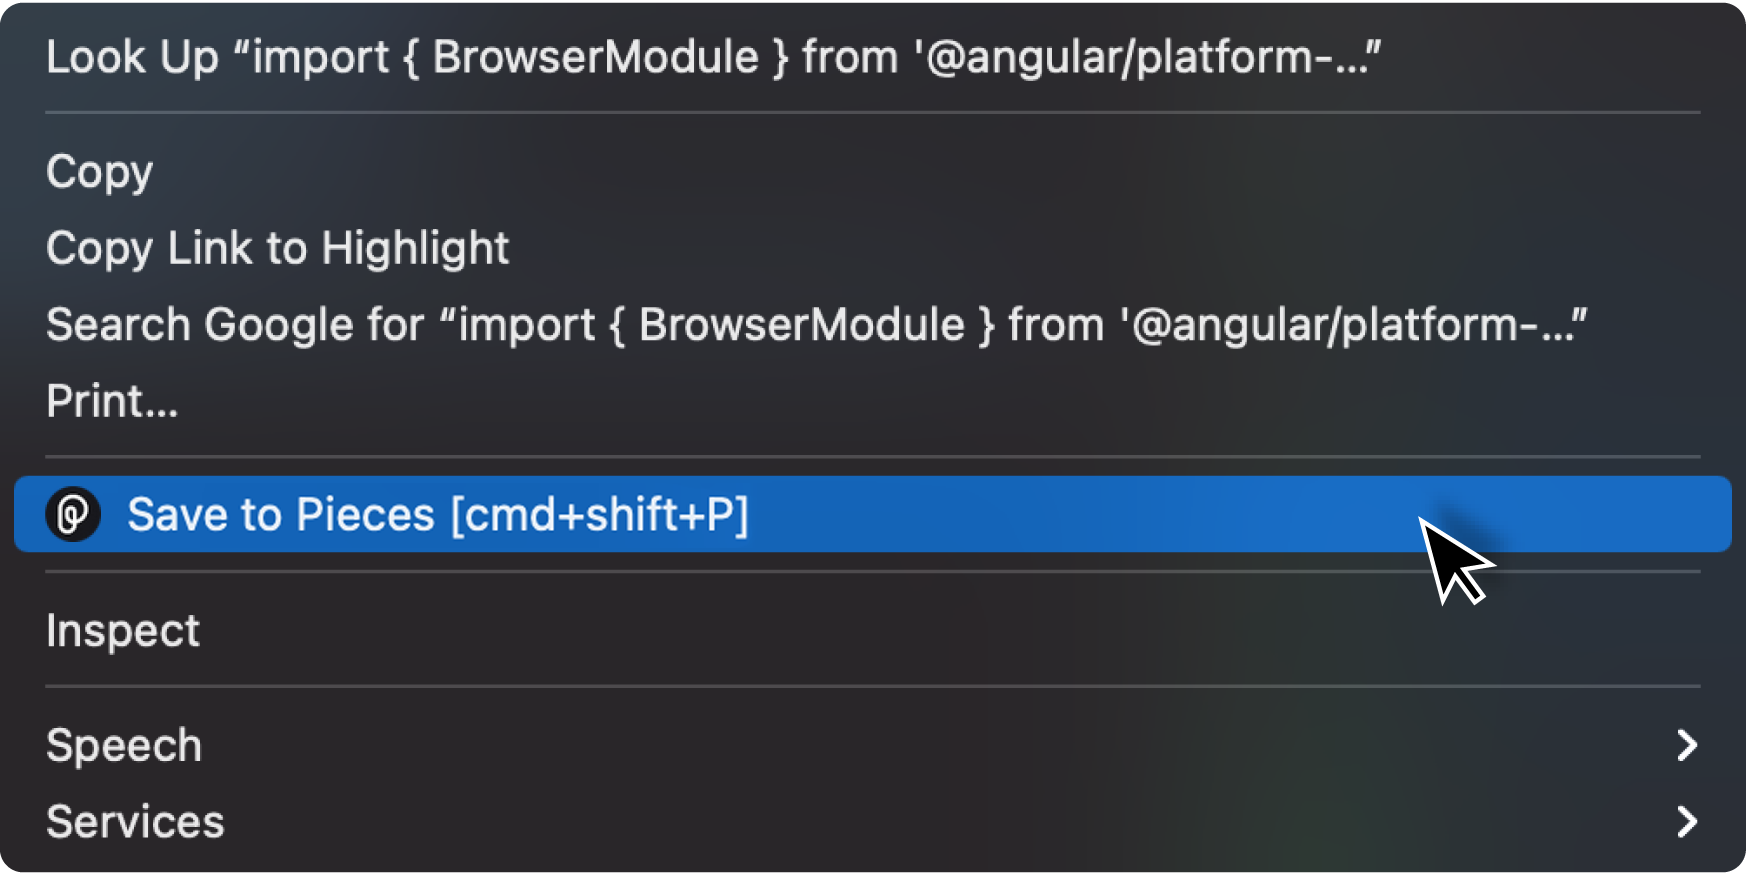 Look Up “import { BrowserModule } from '@angular/platform-...”
Copy
Copy Link to Highlight
Search Google for “import { BrowserModule } from '@angular/platform-...”
Print...
Save to Pieces [cmd+shift+P]
Inspect
Speech
Services